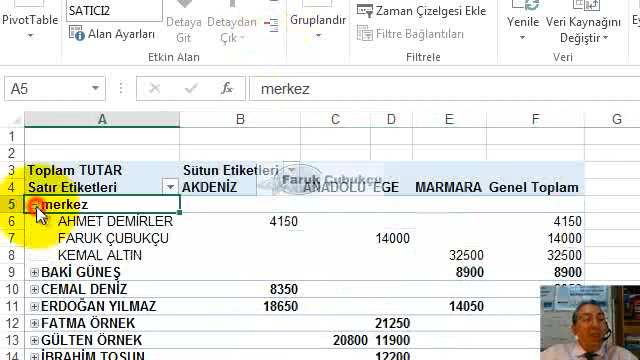 SATICI2
PivotTable
Alan Ayarları
Etkin Alan
Detaya
Git
Detaydan
Çık
Gruplandır
Zaman Çizelgesi Ekle
Filtre Bağlantıları
Filtre
Yenile
Veri Kaynağını
Değiştir
Veri
A5
merkez
A B C D E F
1
2
3 Toplam TUTAR Sütun Etiketleri
Faruk Çubukçu
4 Satır Etiketleri AKDENİZ ANADOLU EGE MARMARA Genel Toplam
5 merkez
6 AHMET DEMİRLER 4150 4150
7 FARUK ÇUBUKÇU 14000 14000
8 KEMAL ALTIN 32500 32500
9 BAKİ GÜNEŞ 8900 8900
10 CEMAL DENİZ 8350
11 ERDOĞAN YILMAZ 18650 14050
12 FATMA ÖRNEK 21250
13 GÜLTEN ÖRNEK 20800 11900
14 İBRAHİM TOSUN 12200